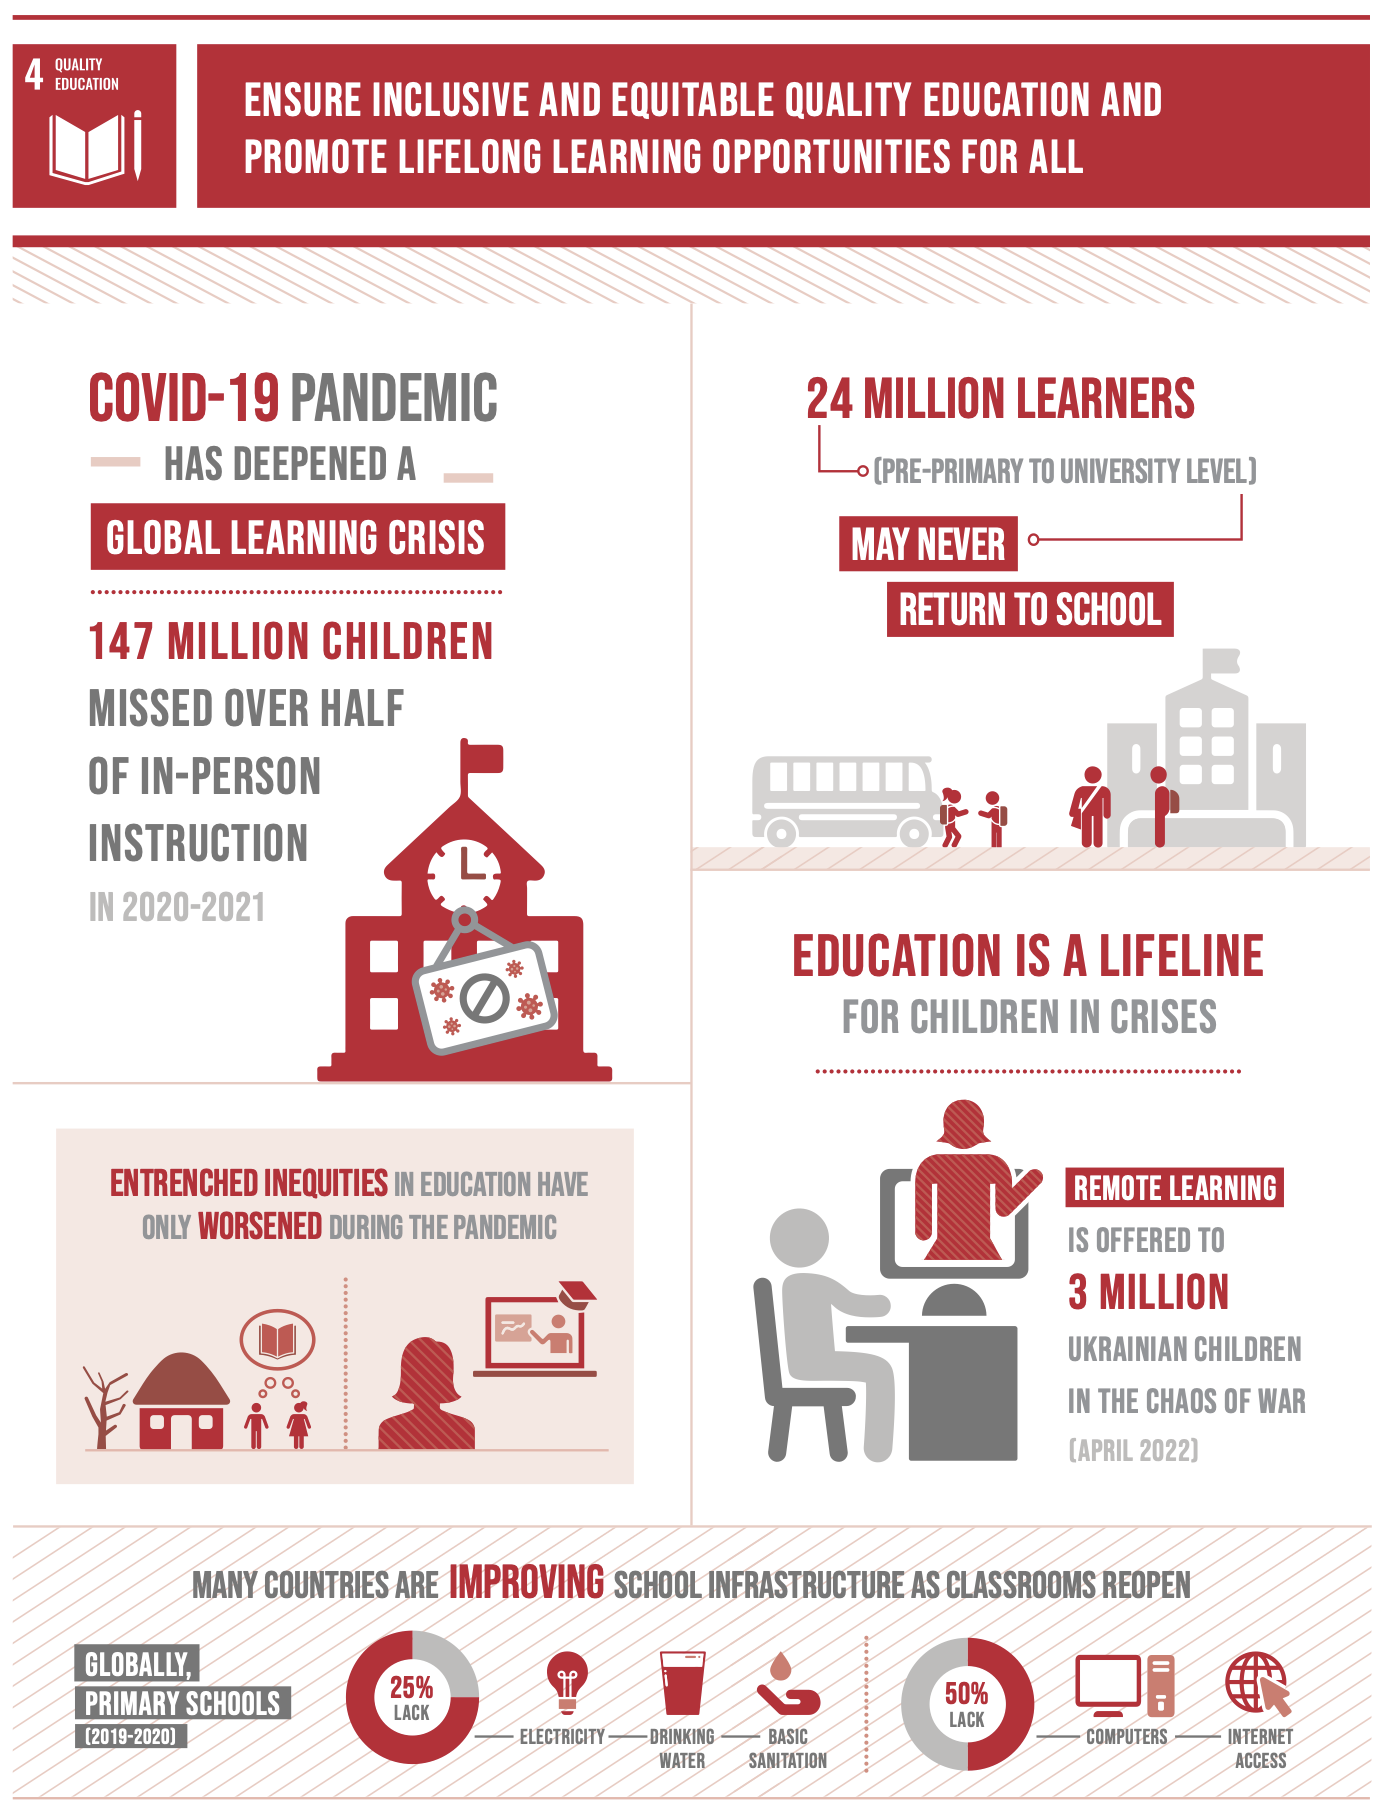 4 QUALITY
EDUCATION
ENSURE INCLUSIVE AND EQUITABLE QUALITY EDUCATION AND
PROMOTE LIFELONG LEARNING OPPORTUNITIES FOR ALL
COVID-19 PANDEMIC
HAS DEEPENED A
GLOBAL LEARNING CRISIS
147 MILLION CHILDREN
MISSED OVER HALF
OF IN-PERSON
INSTRUCTION
IN 2020-2021
24 MILLION LEARNERS
(PRE-PRIMARY TO UNIVERSITY LEVEL)
MAY NEVER
RETURN TO SCHOOL
ENTRENCHED INEQUITIES IN EDUCATION HAVE
ONLY WORSENED DURING THE PANDEMIC
EDUCATION IS A LIFELINE
FOR CHILDREN IN CRISES
REMOTE LEARNING
IS OFFERED TO
3 MILLION
UKRAINIAN CHILDREN
IN THE CHAOS OF WAR
(APRIL 2022)
MANY COUNTRIES ARE IMPROVING SCHOOL INFRASTRUCTURE AS CLASSROOMS REOPEN
GLOBALLY,
PRIMARY SCHOOLS
(2019-2020)
25%
LACK
ELECTRICITY
DRINKING
WATER
BASIC
SANITATION
50%
LACK
COMPUTERS
INTERNET
ACCESS